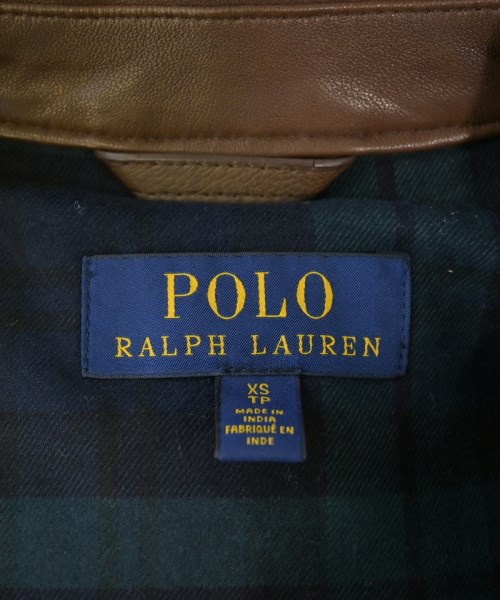 POLO
RALPH LAUREN
XS
TP
MADE IN
INDIA
FABRIQUÉ EN
INDE